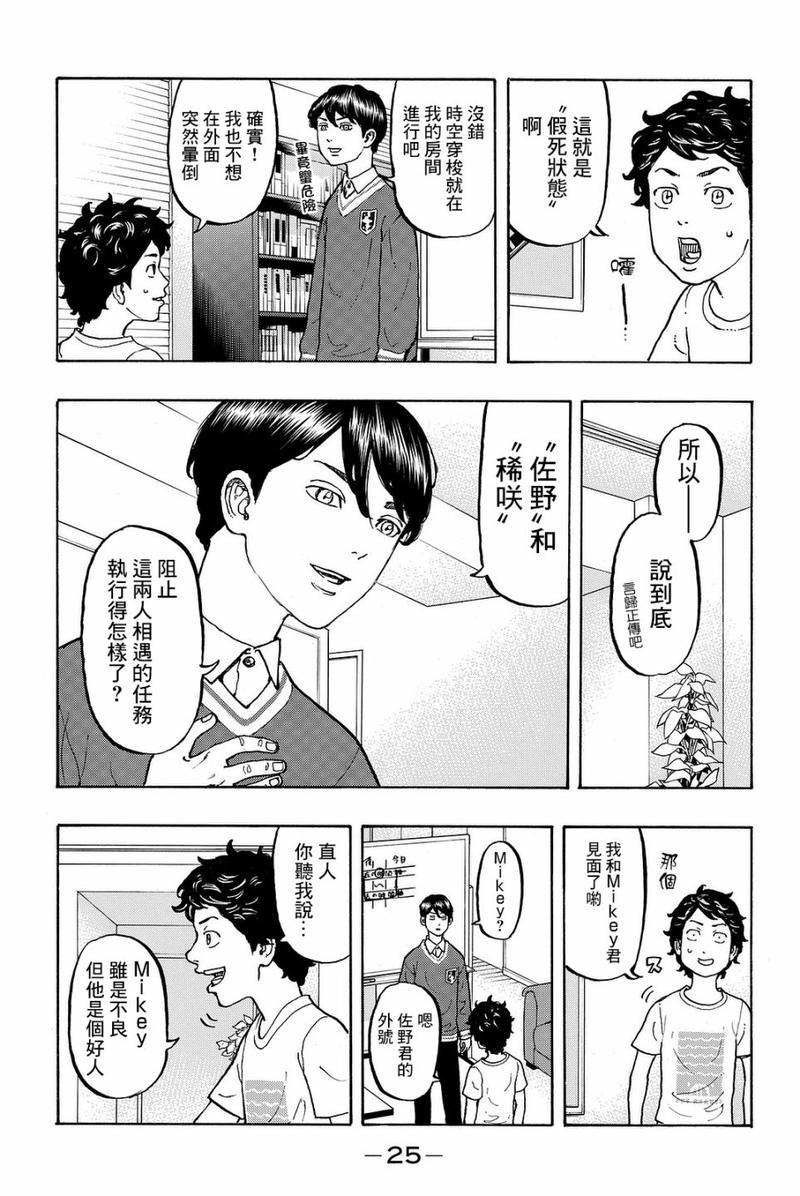 這就是
“假死狀態”
啊
嚯—
沒錯
時空穿梭就在
我的房間
進行吧
畢竟蠻危險
確實！
我也不想
在外面
突然暈倒
所以——
說到底
言歸正傳吧
“佐野”和
“稀咲”
阻止
這兩人相遇的任務
執行得怎樣了？
那個
我和Mikey君
見面了喲
ス
Mikey？
今日
嗯
佐野君的
外號
直人
你聽我說…
Mikey
雖是不良
但他是個好人
—25—